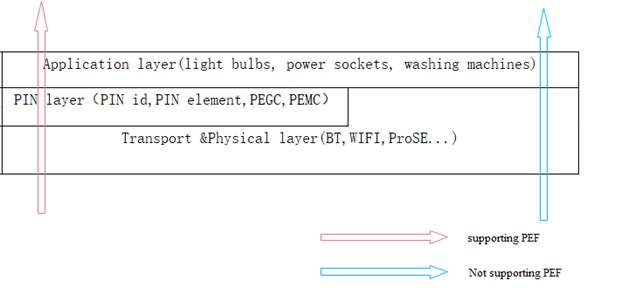 Application layer(light bulbs, power sockets, washing machines)
PIN layer (PIN id,PIN element,PEGC,PEMC)
Transport &Physical layer(BT,WIFI,ProSE...)
supporting PEF
Not supporting PEF